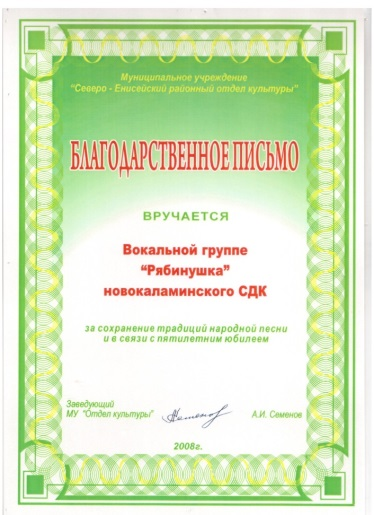 Муниципальное учреждение
"Северо - Енисейский районный отдел культуры"
БЛАГОДАРСТВЕННОЕ ПИСЬМО
ВРУЧАЕТСЯ
Вокальной группе
"Рябинушка"
новокаламинского СДК
за сохранение традиций народной песни
и в связи с пятилетним юбилеем
Заведующий
МУ "Отдел культуры"
А.И. Семенов
2008г.